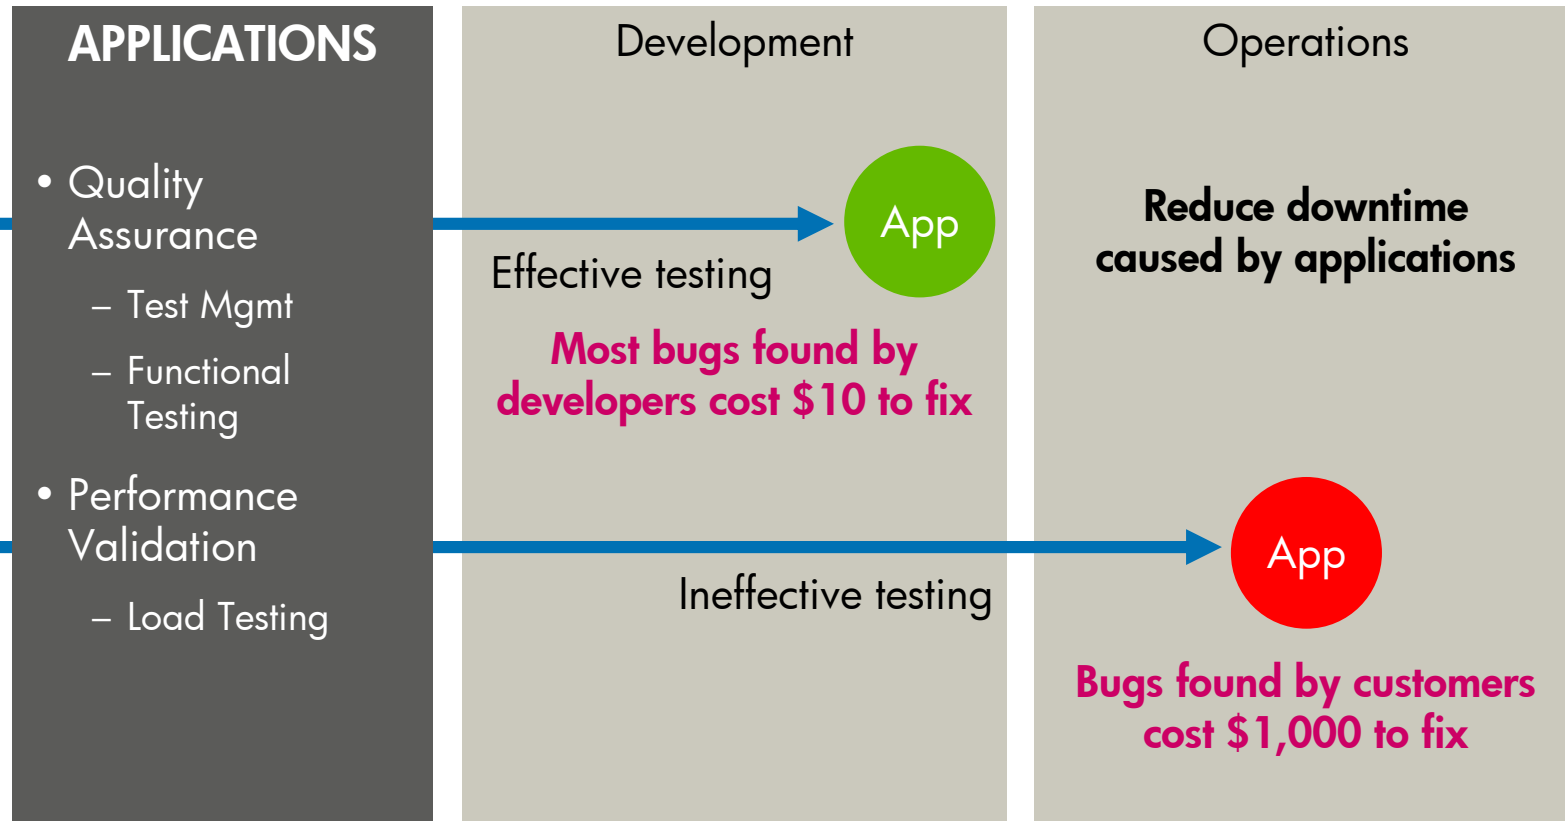 APPLICATIONS
• Quality
Assurance
– Test Mgmt
– Functional
Testing
• Performance
Validation
– Load Testing
Development
App
Effective testing
Most bugs found by
developers cost $10 to fix
Ineffective testing
Operations
Reduce downtime
caused by applications
App
Bugs found by customers
cost $1,000 to fix